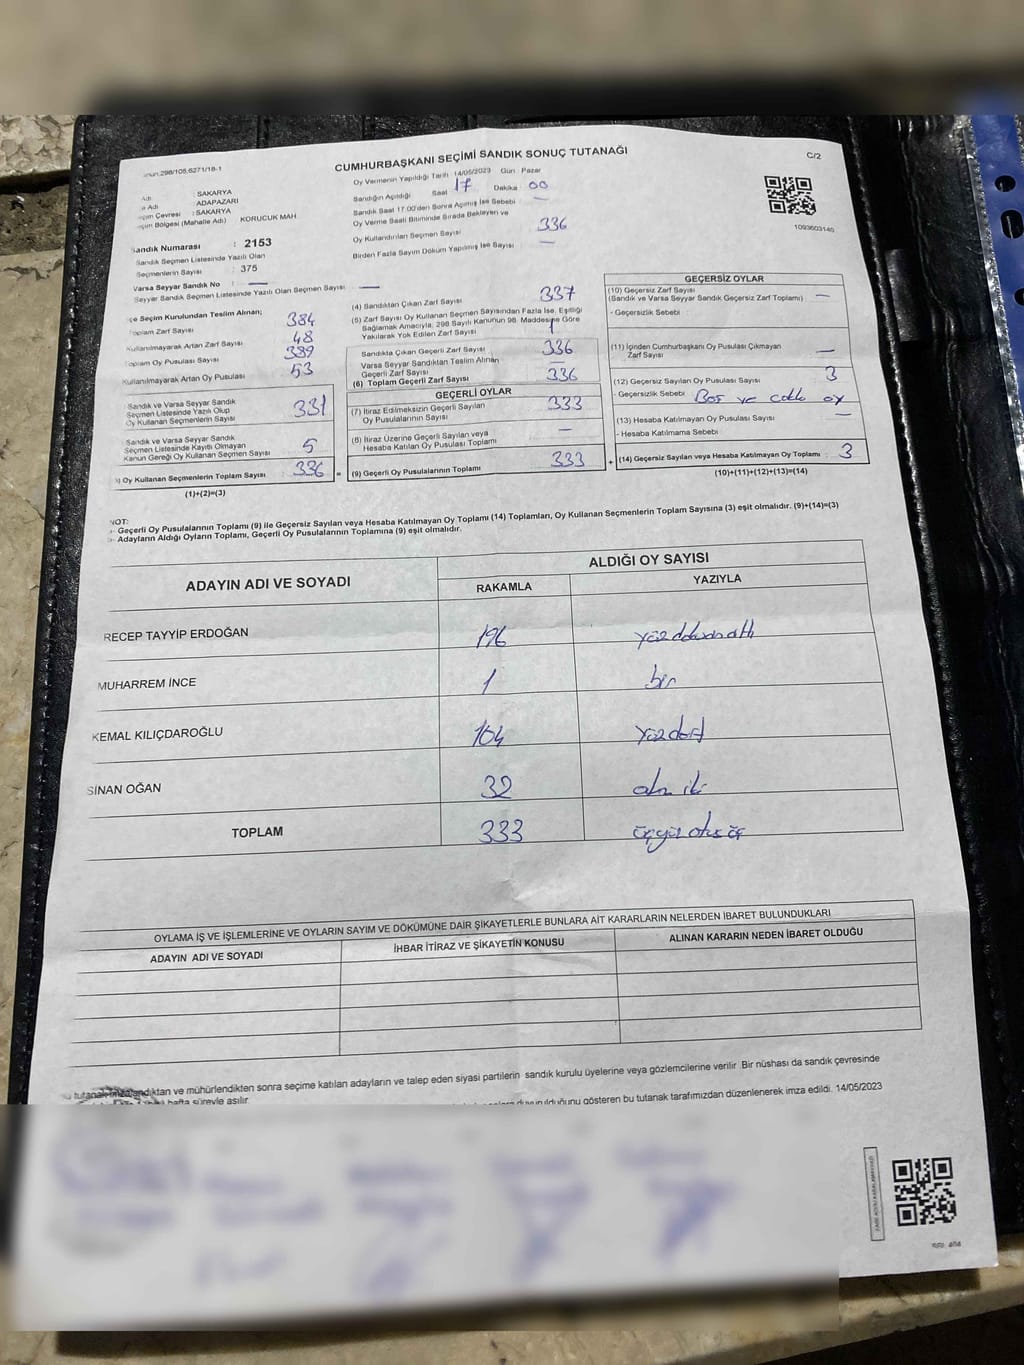 CUMHURBAŞKANI SEÇİMİ SANDIK SONUÇ TUTANAĞI
C/2
298/105,6271/18-1
Adı : SAKARYA
Adı : ADAPAZARI
Çevresi : SAKARYA
Bölgesi (Mahalle Adı) KORUCUK MAH
Sandık Numarası : 2153
Sandık Seçmen Listesinde Yazılı Olan
Seçmenlerin Sayısı : 375
Varsa Seyyar Sandık No : —
Seyyar Sandık Seçmen Listesinde Yazılı Olan Seçmen Sayısı : —
Oy Vermenin Yapıldığı Tarih 14/05/2023 Gün : Pazar
Sandığın Açıldığı Saat 17 Dakika 00
Sandık Saat 17.00'den Sonra Açılmış İse Sebebi —
Oy Verme Saati Bitiminde Sırada Bekleyen ve
Oy Kullandırılan Seçmen Sayısı 336
Birden Fazla Sayım Döküm Yapılmış İse Sayısı —
1093603140
Seçim Kurulundan Teslim Alınan;
Toplam Zarf Sayısı 384
Kullanılmayarak Artan Zarf Sayısı 48
Toplam Oy Pusulası Sayısı 389
Kullanılmayarak Artan Oy Pusulası 53
Sandık ve Varsa Seyyar Sandık
Seçmen Listesinde Yazılı Olup
Oy Kullanan Seçmenlerin Sayısı 331
Sandık ve Varsa Seyyar Sandık
Seçmen Listesinde Kayıtlı Olmayan
Kanun Gereği Oy Kullanan Seçmen Sayısı 5
Oy Kullanan Seçmenlerin Toplam Sayısı 336 =
(1)+(2)=(3)
(4) Sandıktan Çıkan Zarf Sayısı 337
(5) Zarf Sayısı Oy Kullanan Seçmen Sayısından Fazla İse, Eşitliği
Sağlamak Amacıyla, 298 Sayılı Kanunun 98. Maddesine Göre
Yakılarak Yok Edilen Zarf Sayısı 1
Sandıkta Çıkan Geçerli Zarf Sayısı 336
Varsa Seyyar Sandıktan Teslim Alınan
Geçerli Zarf Sayısı —
(6) Toplam Geçerli Zarf Sayısı 336
GEÇERLİ OYLAR
(7) İtiraz Edilmeksizin Geçerli Sayılan
Oy Pusulalarının Sayısı 333
(8) İtiraz Üzerine Geçerli Sayılan veya
Hesaba Katılan Oy Pusulası Toplamı —
(9) Geçerli Oy Pusulalarının Toplamı 333 +
GEÇERSİZ OYLAR
(10) Geçersiz Zarf Sayısı
(Sandık ve Varsa Seyyar Sandık Geçersiz Zarf Toplamı) —
- Geçersizlik Sebebi :
(11) İçinden Cumhurbaşkanı Oy Pusulası Çıkmayan
Zarf Sayısı —
(12) Geçersiz Sayılan Oy Pusulası Sayısı 3
- Geçersizlik Sebebi : Boş ve oy
(13) Hesaba Katılmayan Oy Pusulası Sayısı —
- Hesaba Katılmama Sebebi :
(14) Geçersiz Sayılan veya Hesaba Katılmayan Oy Toplamı : 3
(10)+(11)+(12)+(13)=(14)
NOT:
- Geçerli Oy Pusulalarının Toplamı (9) ile Geçersiz Sayılan veya Hesaba Katılmayan Oy Toplamı (14) Toplamları, Oy Kullanan Seçmenlerin Toplam Sayısına (3) eşit olmalıdır. (9)+(14)=(3)
- Adayların Aldığı Oyların Toplamı, Geçerli Oy Pusulalarının Toplamına (9) eşit olmalıdır.
ADAYIN ADI VE SOYADI ALDIĞI OY SAYISI
RAKAMLA YAZIYLA
RECEP TAYYİP ERDOĞAN 196 yüzdoksanaltı
MUHARREM İNCE 1 bir
KEMAL KILIÇDAROĞLU 104 yüzdört
SİNAN OĞAN 32 otuz iki
TOPLAM 333 üçyüz otuz üç
OYLAMA İŞ VE İŞLEMLERİNE VE OYLARIN SAYIM VE DÖKÜMÜNE DAİR ŞİKAYETLERLE BUNLARA AİT KARARLARIN NELERDEN İBARET BULUNDUKLARI
ADAYIN ADI VE SOYADI İHBAR İTİRAZ VE ŞİKAYETİN KONUSU ALINAN KARARIN NEDEN İBARET OLDUĞU
tutanak ve mühürlendikten sonra seçime katılan adayların ve talep eden siyasi partilerin sandık kurulu üyelerine veya gözlemcilerine verilir. Bir nüshası da sandık çevresinde
hafta süreyle asılır.
duyurulduğunu gösteren bu tutanak tarafımızdan düzenlenerek imza edildi. 14/05/2023